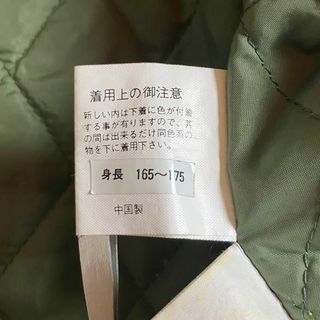 着用上の御注意
新しい内は下着に色が付着
する事が有りますので、其
の間は出来るだけ同色系の
物を下に着用下さい。
身長 165～175
中国製